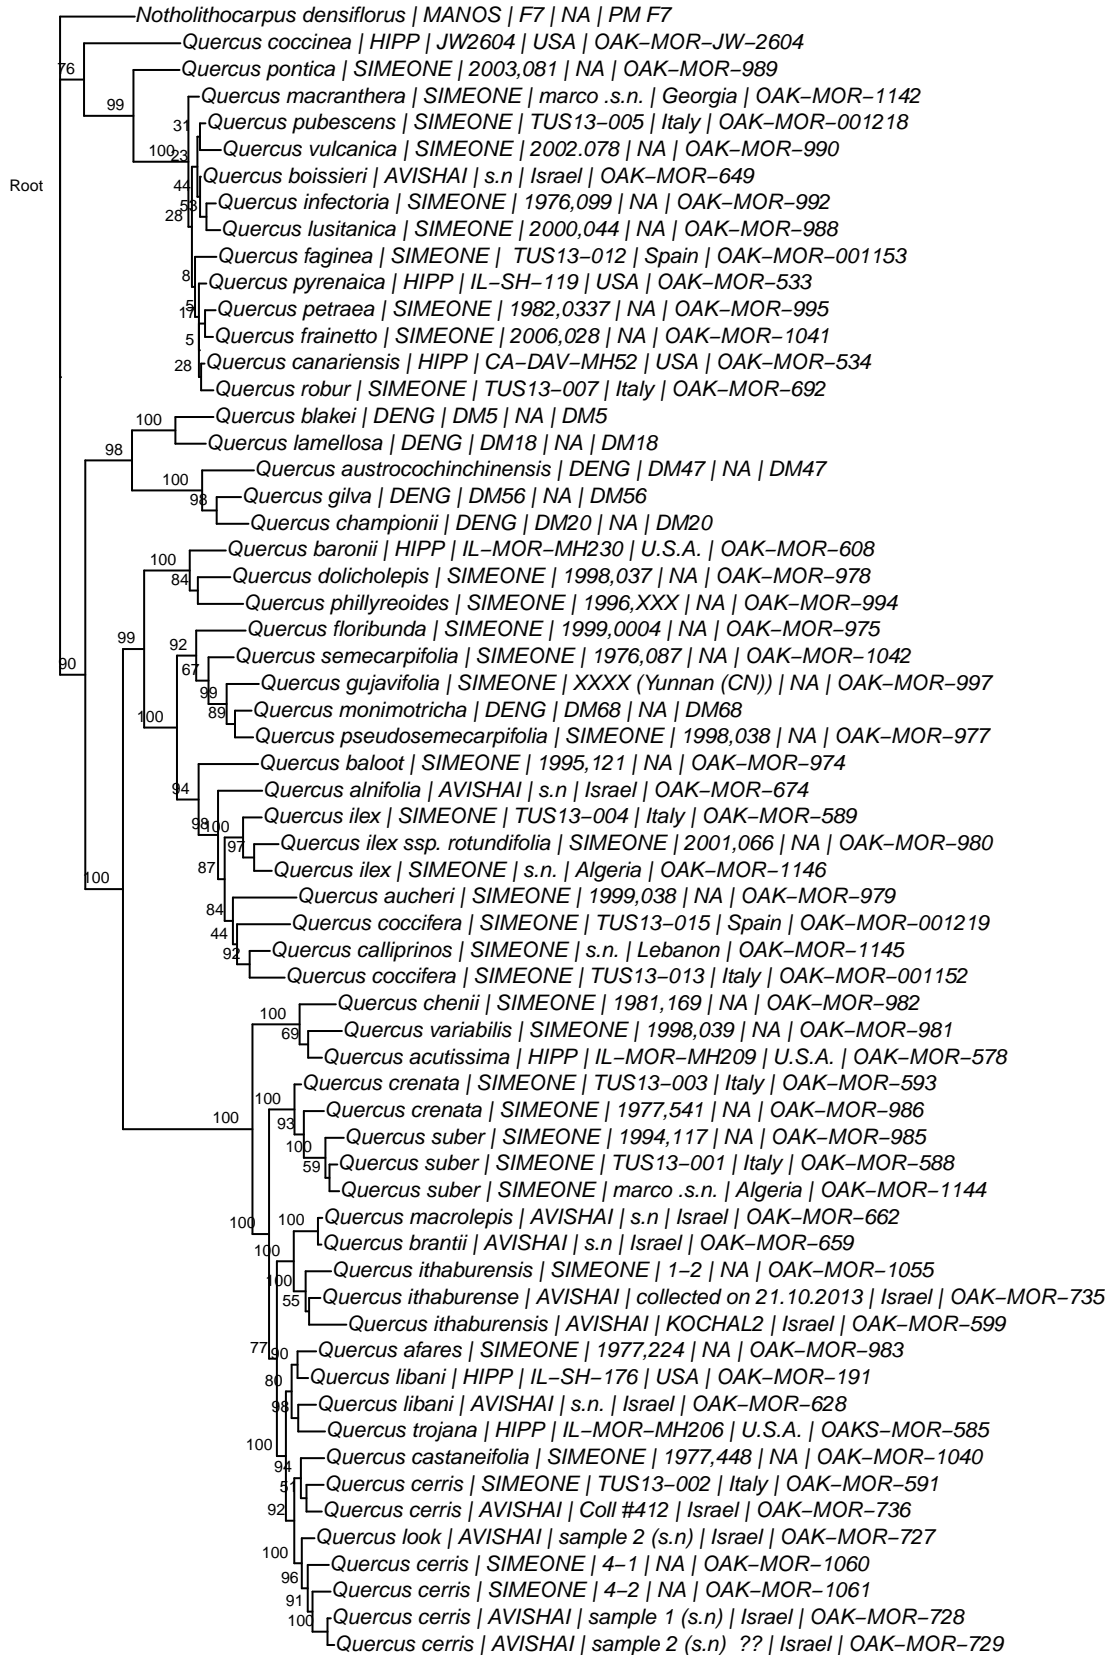 Notholithocarpus densiflorus | MANOS | F7 | NA | PM F7
Quercus coccinea | HIPP | JW2604 | USA | OAK−MOR−JW−2604
76
Quercus pontica | SIMEONE | 2003,081 | NA | OAK−MOR−989
99
Quercus macranthera | SIMEONE | marco .s.n. | Georgia | OAK−MOR−1142
31
Quercus pubescens | SIMEONE | TUS13−005 | Italy | OAK−MOR−001218
100
23
Quercus vulcanica | SIMEONE | 2002.078 | NA | OAK−MOR−990
Root
44
Quercus boissieri | AVISHAI | s.n | Israel | OAK−MOR−649
53
Quercus infectoria | SIMEONE | 1976,099 | NA | OAK−MOR−992
28
Quercus lusitanica | SIMEONE | 2000,044 | NA | OAK−MOR−988
Quercus faginea | SIMEONE | TUS13−012 | Spain | OAK−MOR−001153
8
Quercus pyrenaica | HIPP | IL−SH−119 | USA | OAK−MOR−533
5
17
Quercus petraea | SIMEONE | 1982,0337 | NA | OAK−MOR−995
5
Quercus frainetto | SIMEONE | 2006,028 | NA | OAK−MOR−1041
28
Quercus canariensis | HIPP | CA−DAV−MH52 | USA | OAK−MOR−534
Quercus robur | SIMEONE | TUS13−007 | Italy | OAK−MOR−692
100
Quercus blakei | DENG | DM5 | NA | DM5
98
Quercus lamellosa | DENG | DM18 | NA | DM18
100
Quercus austrocochinchinensis | DENG | DM47 | NA | DM47
98
Quercus gilva | DENG | DM56 | NA | DM56
Quercus championii | DENG | DM20 | NA | DM20
100
Quercus baronii | HIPP | IL−MOR−MH230 | U.S.A. | OAK−MOR−608
84
Quercus dolicholepis | SIMEONE | 1998,037 | NA | OAK−MOR−978
Quercus phillyreoides | SIMEONE | 1996,XXX | NA | OAK−MOR−994
99
92
Quercus floribunda | SIMEONE | 1999,0004 | NA | OAK−MOR−975
90
67
Quercus semecarpifolia | SIMEONE | 1976,087 | NA | OAK−MOR−1042
99
Quercus gujavifolia | SIMEONE | XXXX (Yunnan (CN)) | NA | OAK−MOR−997
100
89
Quercus monimotricha | DENG | DM68 | NA | DM68
Quercus pseudosemecarpifolia | SIMEONE | 1998,038 | NA | OAK−MOR−977
Quercus baloot | SIMEONE | 1995,121 | NA | OAK−MOR−974
94
Quercus alnifolia | AVISHAI | s.n | Israel | OAK−MOR−674
98
100
Quercus ilex | SIMEONE | TUS13−004 | Italy | OAK−MOR−589
97
Quercus ilex ssp. rotundifolia | SIMEONE | 2001,066 | NA | OAK−MOR−980
87
Quercus ilex | SIMEONE | s.n. | Algeria | OAK−MOR−1146
100
84
Quercus aucheri | SIMEONE | 1999,038 | NA | OAK−MOR−979
44
Quercus coccifera | SIMEONE | TUS13−015 | Spain | OAK−MOR−001219
92
Quercus calliprinos | SIMEONE | s.n. | Lebanon | OAK−MOR−1145
Quercus coccifera | SIMEONE | TUS13−013 | Italy | OAK−MOR−001152
100
Quercus chenii | SIMEONE | 1981,169 | NA | OAK−MOR−982
69
Quercus variabilis | SIMEONE | 1998,039 | NA | OAK−MOR−981
Quercus acutissima | HIPP | IL−MOR−MH209 | U.S.A. | OAK−MOR−578
Quercus crenata | SIMEONE | TUS13−003 | Italy | OAK−MOR−593
100
100
93
Quercus crenata | SIMEONE | 1977,541 | NA | OAK−MOR−986
100
Quercus suber | SIMEONE | 1994,117 | NA | OAK−MOR−985
59
Quercus suber | SIMEONE | TUS13−001 | Italy | OAK−MOR−588
Quercus suber | SIMEONE | marco .s.n. | Algeria | OAK−MOR−1144
100
100
Quercus macrolepis | AVISHAI | s.n | Israel | OAK−MOR−662
100
Quercus brantii | AVISHAI | s.n | Israel | OAK−MOR−659
100
Quercus ithaburensis | SIMEONE | 1−2 | NA | OAK−MOR−1055
55
Quercus ithaburense | AVISHAI | collected on 21.10.2013 | Israel | OAK−MOR−735
Quercus ithaburensis | AVISHAI | KOCHAL2 | Israel | OAK−MOR−599
77
90
Quercus afares | SIMEONE | 1977,224 | NA | OAK−MOR−983
80
Quercus libani | HIPP | IL−SH−176 | USA | OAK−MOR−191
98
Quercus libani | AVISHAI | s.n. | Israel | OAK−MOR−628
Quercus trojana | HIPP | IL−MOR−MH206 | U.S.A. | OAKS−MOR−585
100
94
Quercus castaneifolia | SIMEONE | 1977,448 | NA | OAK−MOR−1040
51
Quercus cerris | SIMEONE | TUS13−002 | Italy | OAK−MOR−591
92
Quercus cerris | AVISHAI | Coll #412 | Israel | OAK−MOR−736
Quercus look | AVISHAI | sample 2 (s.n) | Israel | OAK−MOR−727
100
Quercus cerris | SIMEONE | 4−1 | NA | OAK−MOR−1060
96
Quercus cerris | SIMEONE | 4−2 | NA | OAK−MOR−1061
91
100
Quercus cerris | AVISHAI | sample 1 (s.n) | Israel | OAK−MOR−728
Quercus cerris | AVISHAI | sample 2 (s.n) ?? | Israel | OAK−MOR−729